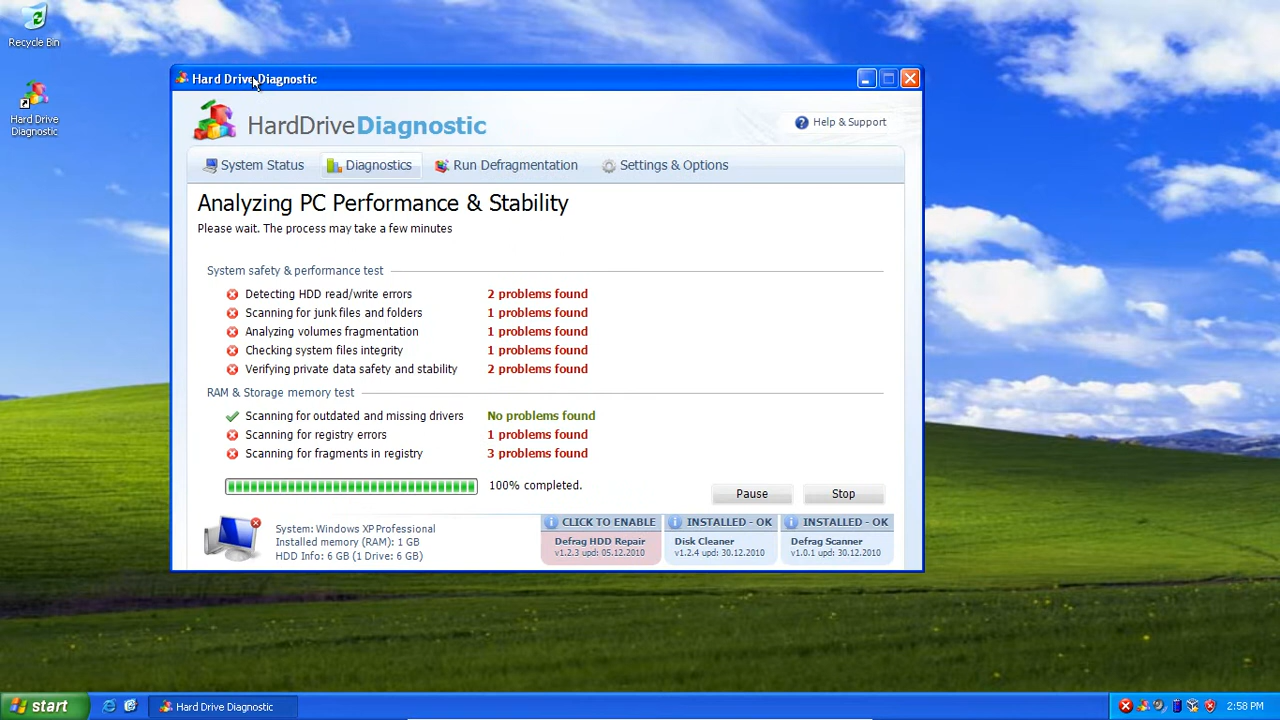 Recycle Bin
Hard Drive
Diagnostic
Hard Drive Diagnostic
HardDriveDiagnostic
Help & Support
System Status
Diagnostics
Run Defragmentation
Settings & Options
Analyzing PC Performance & Stability
Please wait. The process may take a few minutes
System safety & performance test
Detecting HDD read/write errors 2 problems found
Scanning for junk files and folders 1 problems found
Analyzing volumes fragmentation 1 problems found
Checking system files integrity 1 problems found
Verifying private data safety and stability 2 problems found
RAM & Storage memory test
Scanning for outdated and missing drivers No problems found
Scanning for registry errors 1 problems found
Scanning for fragments in registry 3 problems found
100% completed.
Pause
Stop
System: Windows XP Professional
Installed memory (RAM): 1 GB
HDD Info: 6 GB (1 Drive: 6 GB)
CLICK TO ENABLE
Defrag HDD Repair
v1.2.3 upd: 05.12.2010
INSTALLED - OK
Disk Cleaner
v1.2.4 upd: 30.12.2010
INSTALLED - OK
Defrag Scanner
v1.0.1 upd: 30.12.2010
start
Hard Drive Diagnostic
2:58 PM